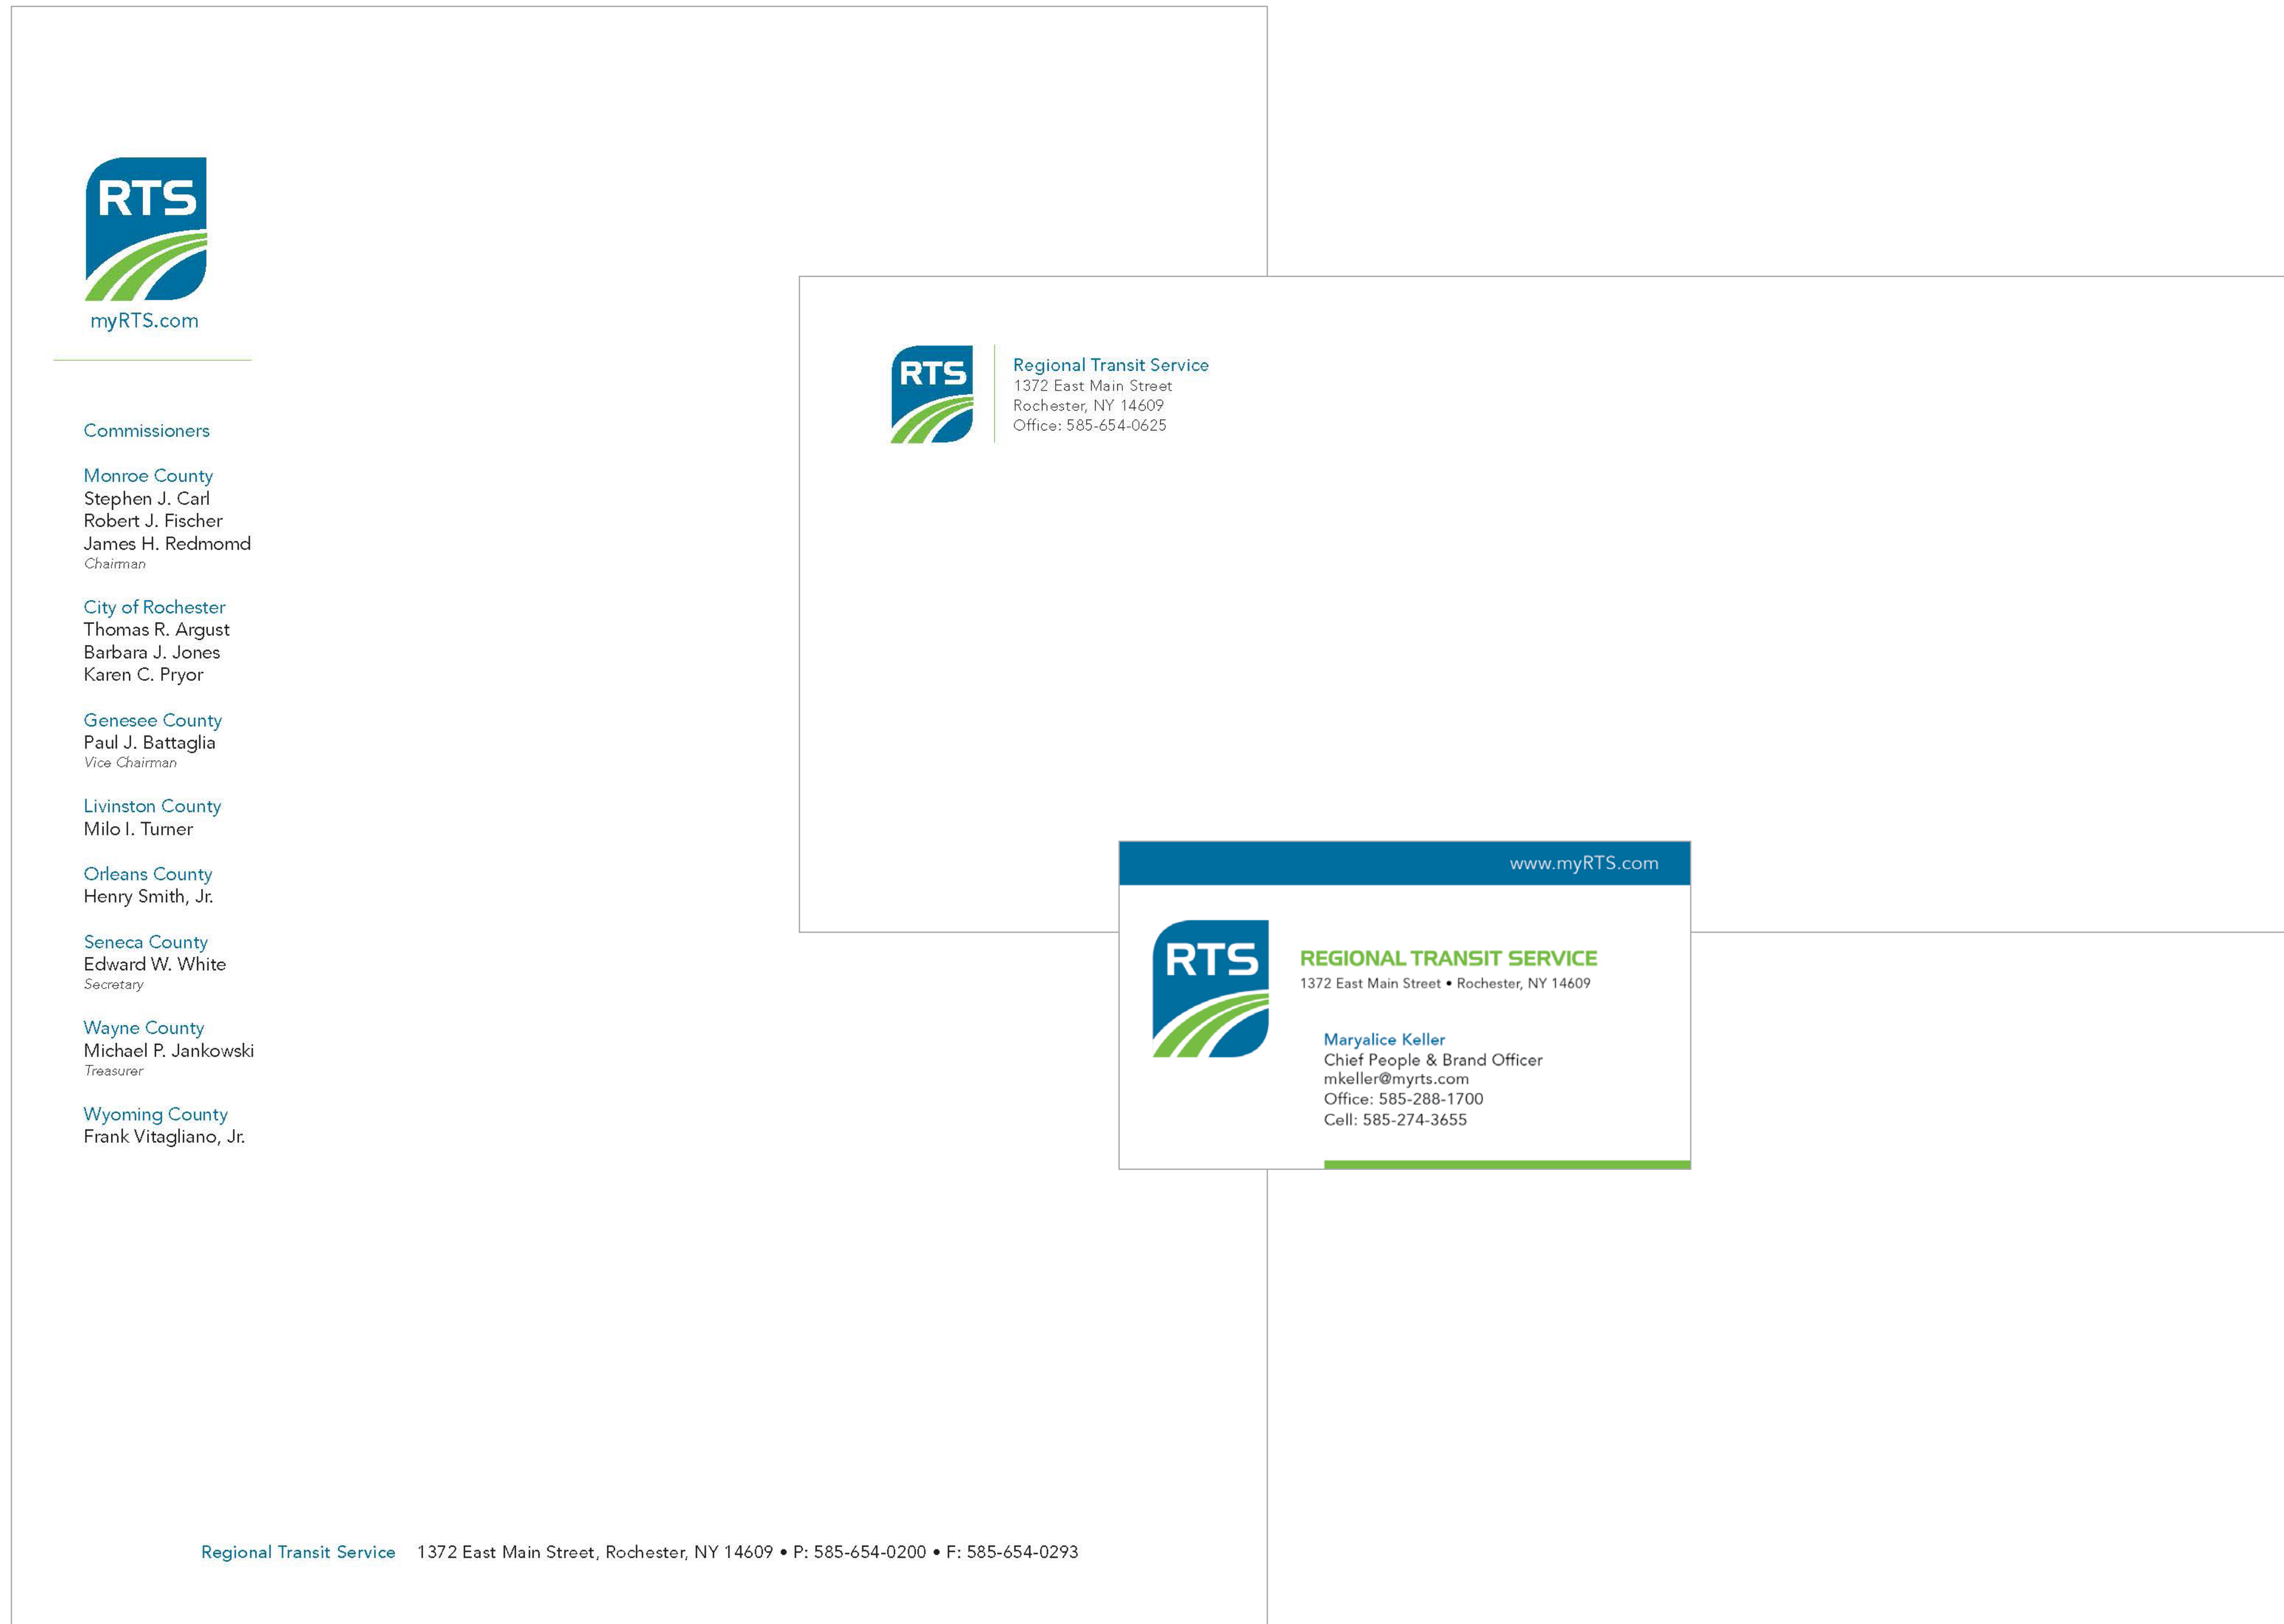 RTS
myRTS.com
Commissioners
Monroe County
Stephen J. Carl
Robert J. Fischer
James H. Redmomd
Chairman
City of Rochester
Thomas R. Argust
Barbara J. Jones
Karen C. Pryor
Genesee County
Paul J. Battaglia
Vice Chairman
Livinston County
Milo I. Turner
Orleans County
Henry Smith, Jr.
Seneca County
Edward W. White
Secretary
Wayne County
Michael P. Jankowski
Treasurer
Wyoming County
Frank Vitagliano, Jr.
Regional Transit Service 1372 East Main Street, Rochester, NY 14609 • P: 585-654-0200 • F: 585-654-0293
RTS
Regional Transit Service
1372 East Main Street
Rochester, NY 14609
Office: 585-654-0625
www.myRTS.com
RTS
REGIONAL TRANSIT SERVICE
1372 East Main Street • Rochester, NY 14609
Maryalice Keller
Chief People & Brand Officer
mkeller@myrts.com
Office: 585-288-1700
Cell: 585-274-3655